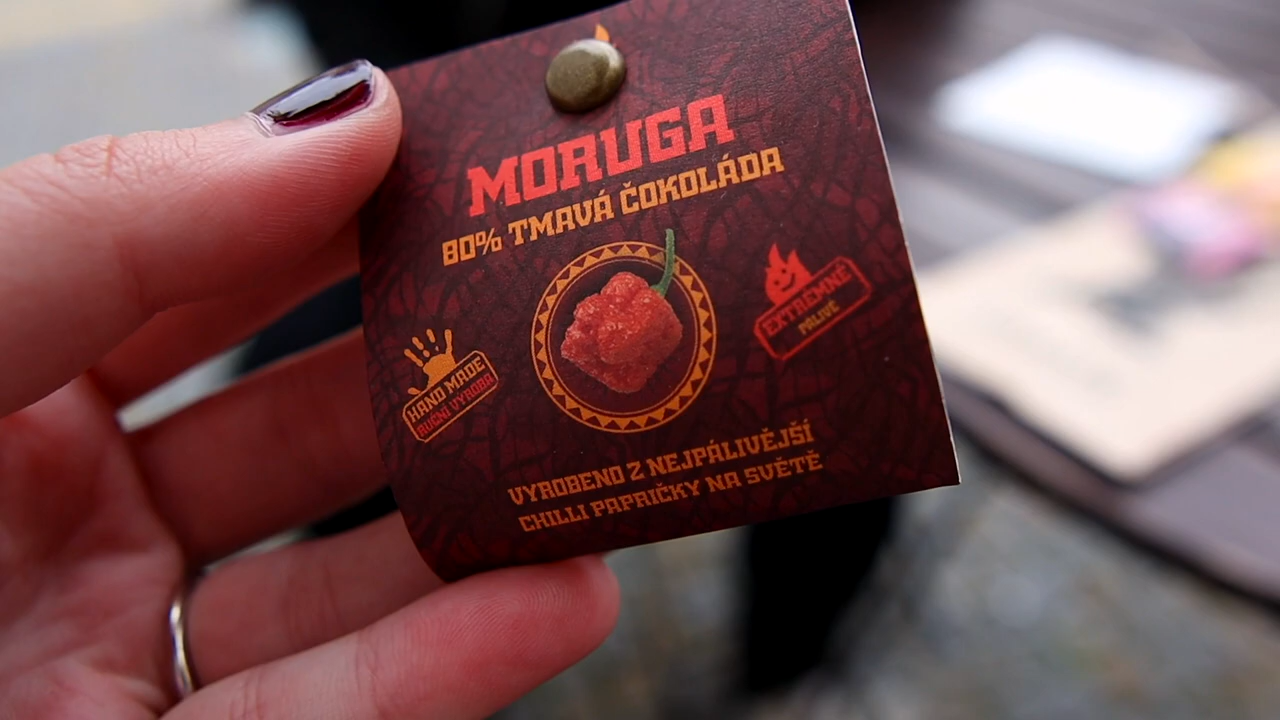 MORUGA
80% TMAVÁ ČOKOLÁDA
EXTRÉMNĚ
PÁLIVÉ
HAND MADE
RUČNÍ VÝROBA
VYROBENO Z NEJPÁLIVĚJŠÍ
CHILLI PAPRIČKY NA SVĚTĚ